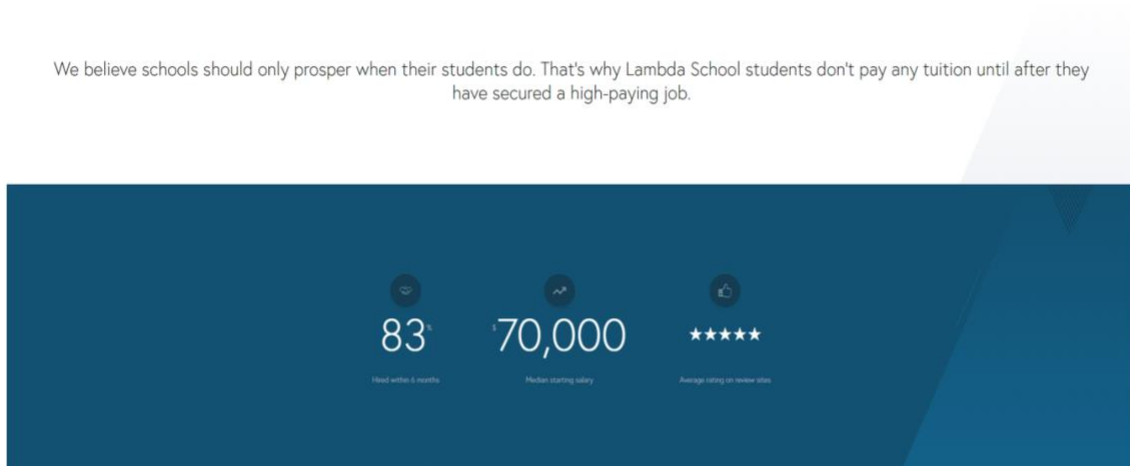 We believe schools should only prosper when their students do. That's why Lambda School students don't pay any tuition until after they
have secured a high-paying job.
83%
$70,000
Hired within 6 months
Median starting salary
Average rating on review sites